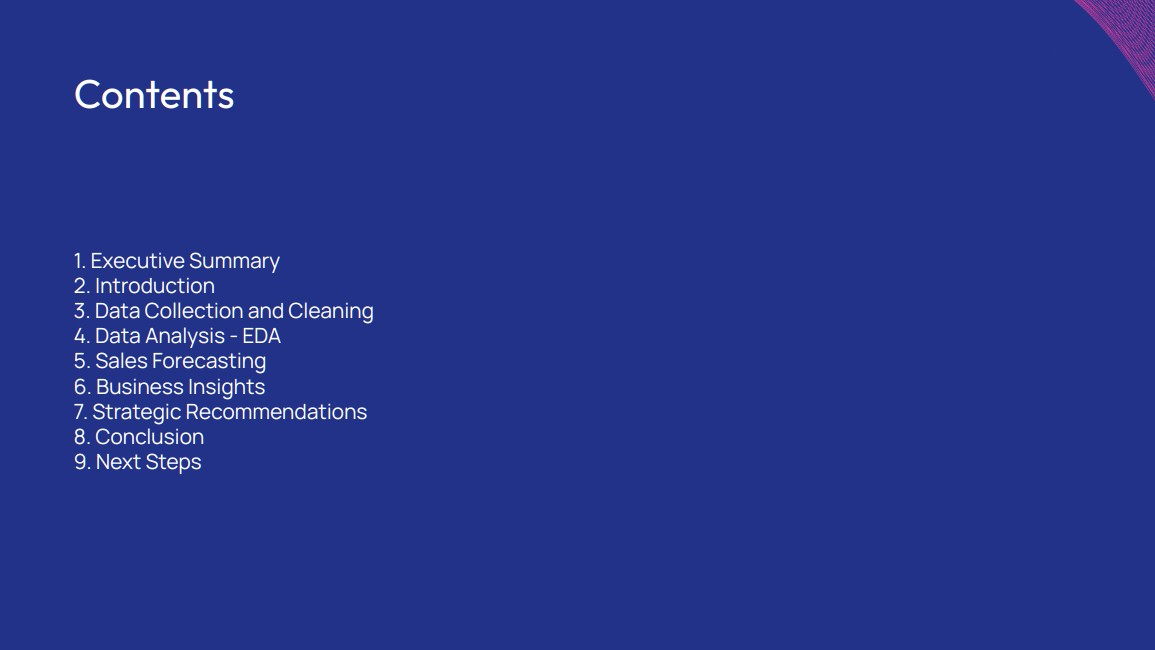 Contents
1. Executive Summary
2. Introduction
3. Data Collection and Cleaning
4. Data Analysis - EDA
5. Sales Forecasting
6. Business Insights
7. Strategic Recommendations
8. Conclusion
9. Next Steps